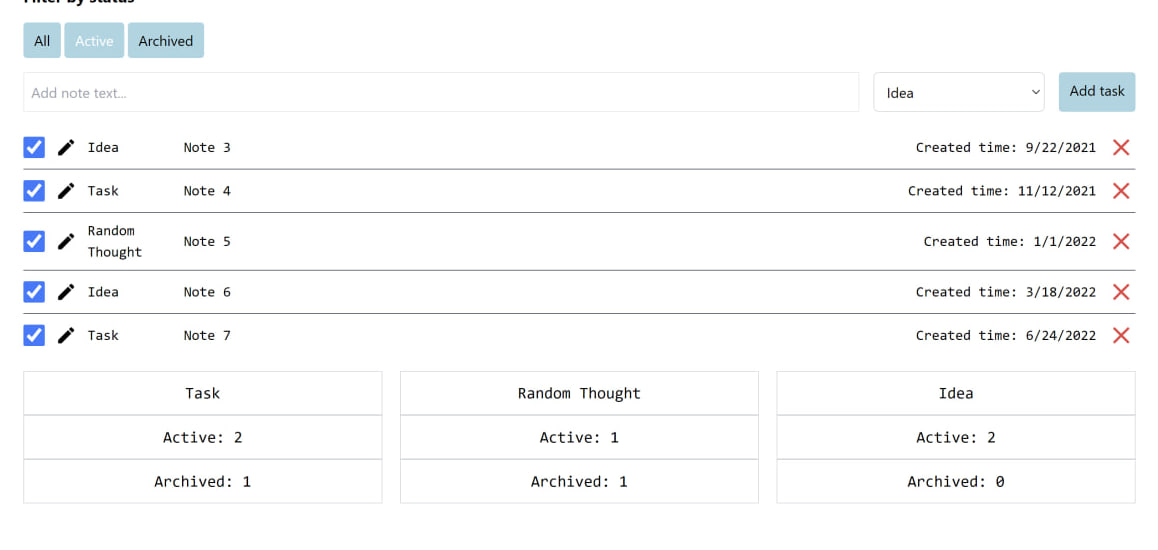 Filter by status
All Active Archived
Add note text... Idea Add task
Idea Note 3 Created time: 9/22/2021
Task Note 4 Created time: 11/12/2021
Random
Thought Note 5 Created time: 1/1/2022
Idea Note 6 Created time: 3/18/2022
Task Note 7 Created time: 6/24/2022
Task Random Thought Idea
Active: 2 Active: 1 Active: 2
Archived: 1 Archived: 1 Archived: 0